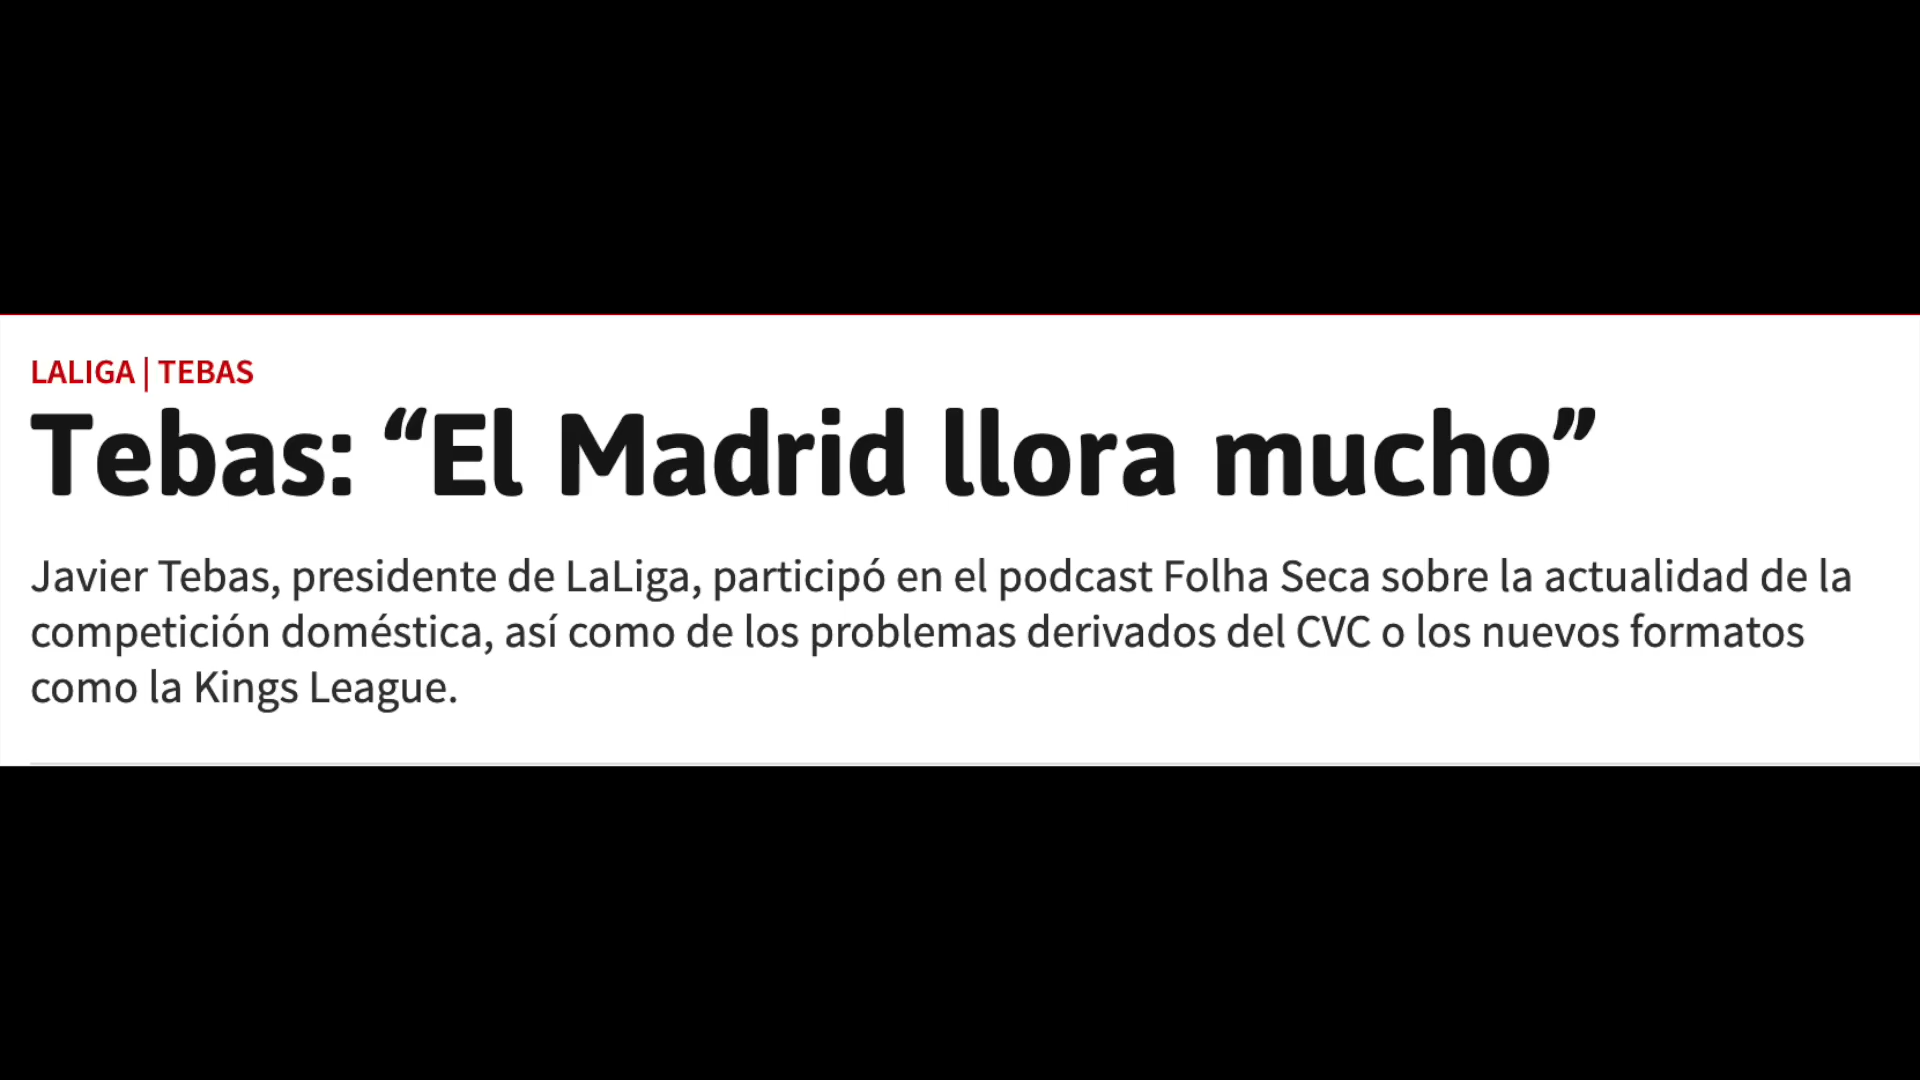 LALIGA | TEBAS
Tebas: “El Madrid llora mucho”
Javier Tebas, presidente de LaLiga, participó en el podcast Folha Seca sobre la actualidad de la
competición doméstica, así como de los problemas derivados del CVC o los nuevos formatos
como la Kings League.